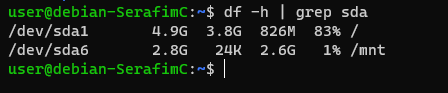 user@debian-SerafimC:~$ df -h | grep sda
/dev/sda1       4.9G  3.8G  826M  83% /
/dev/sda6       2.8G   24K  2.6G   1% /mnt
user@debian-SerafimC:~$